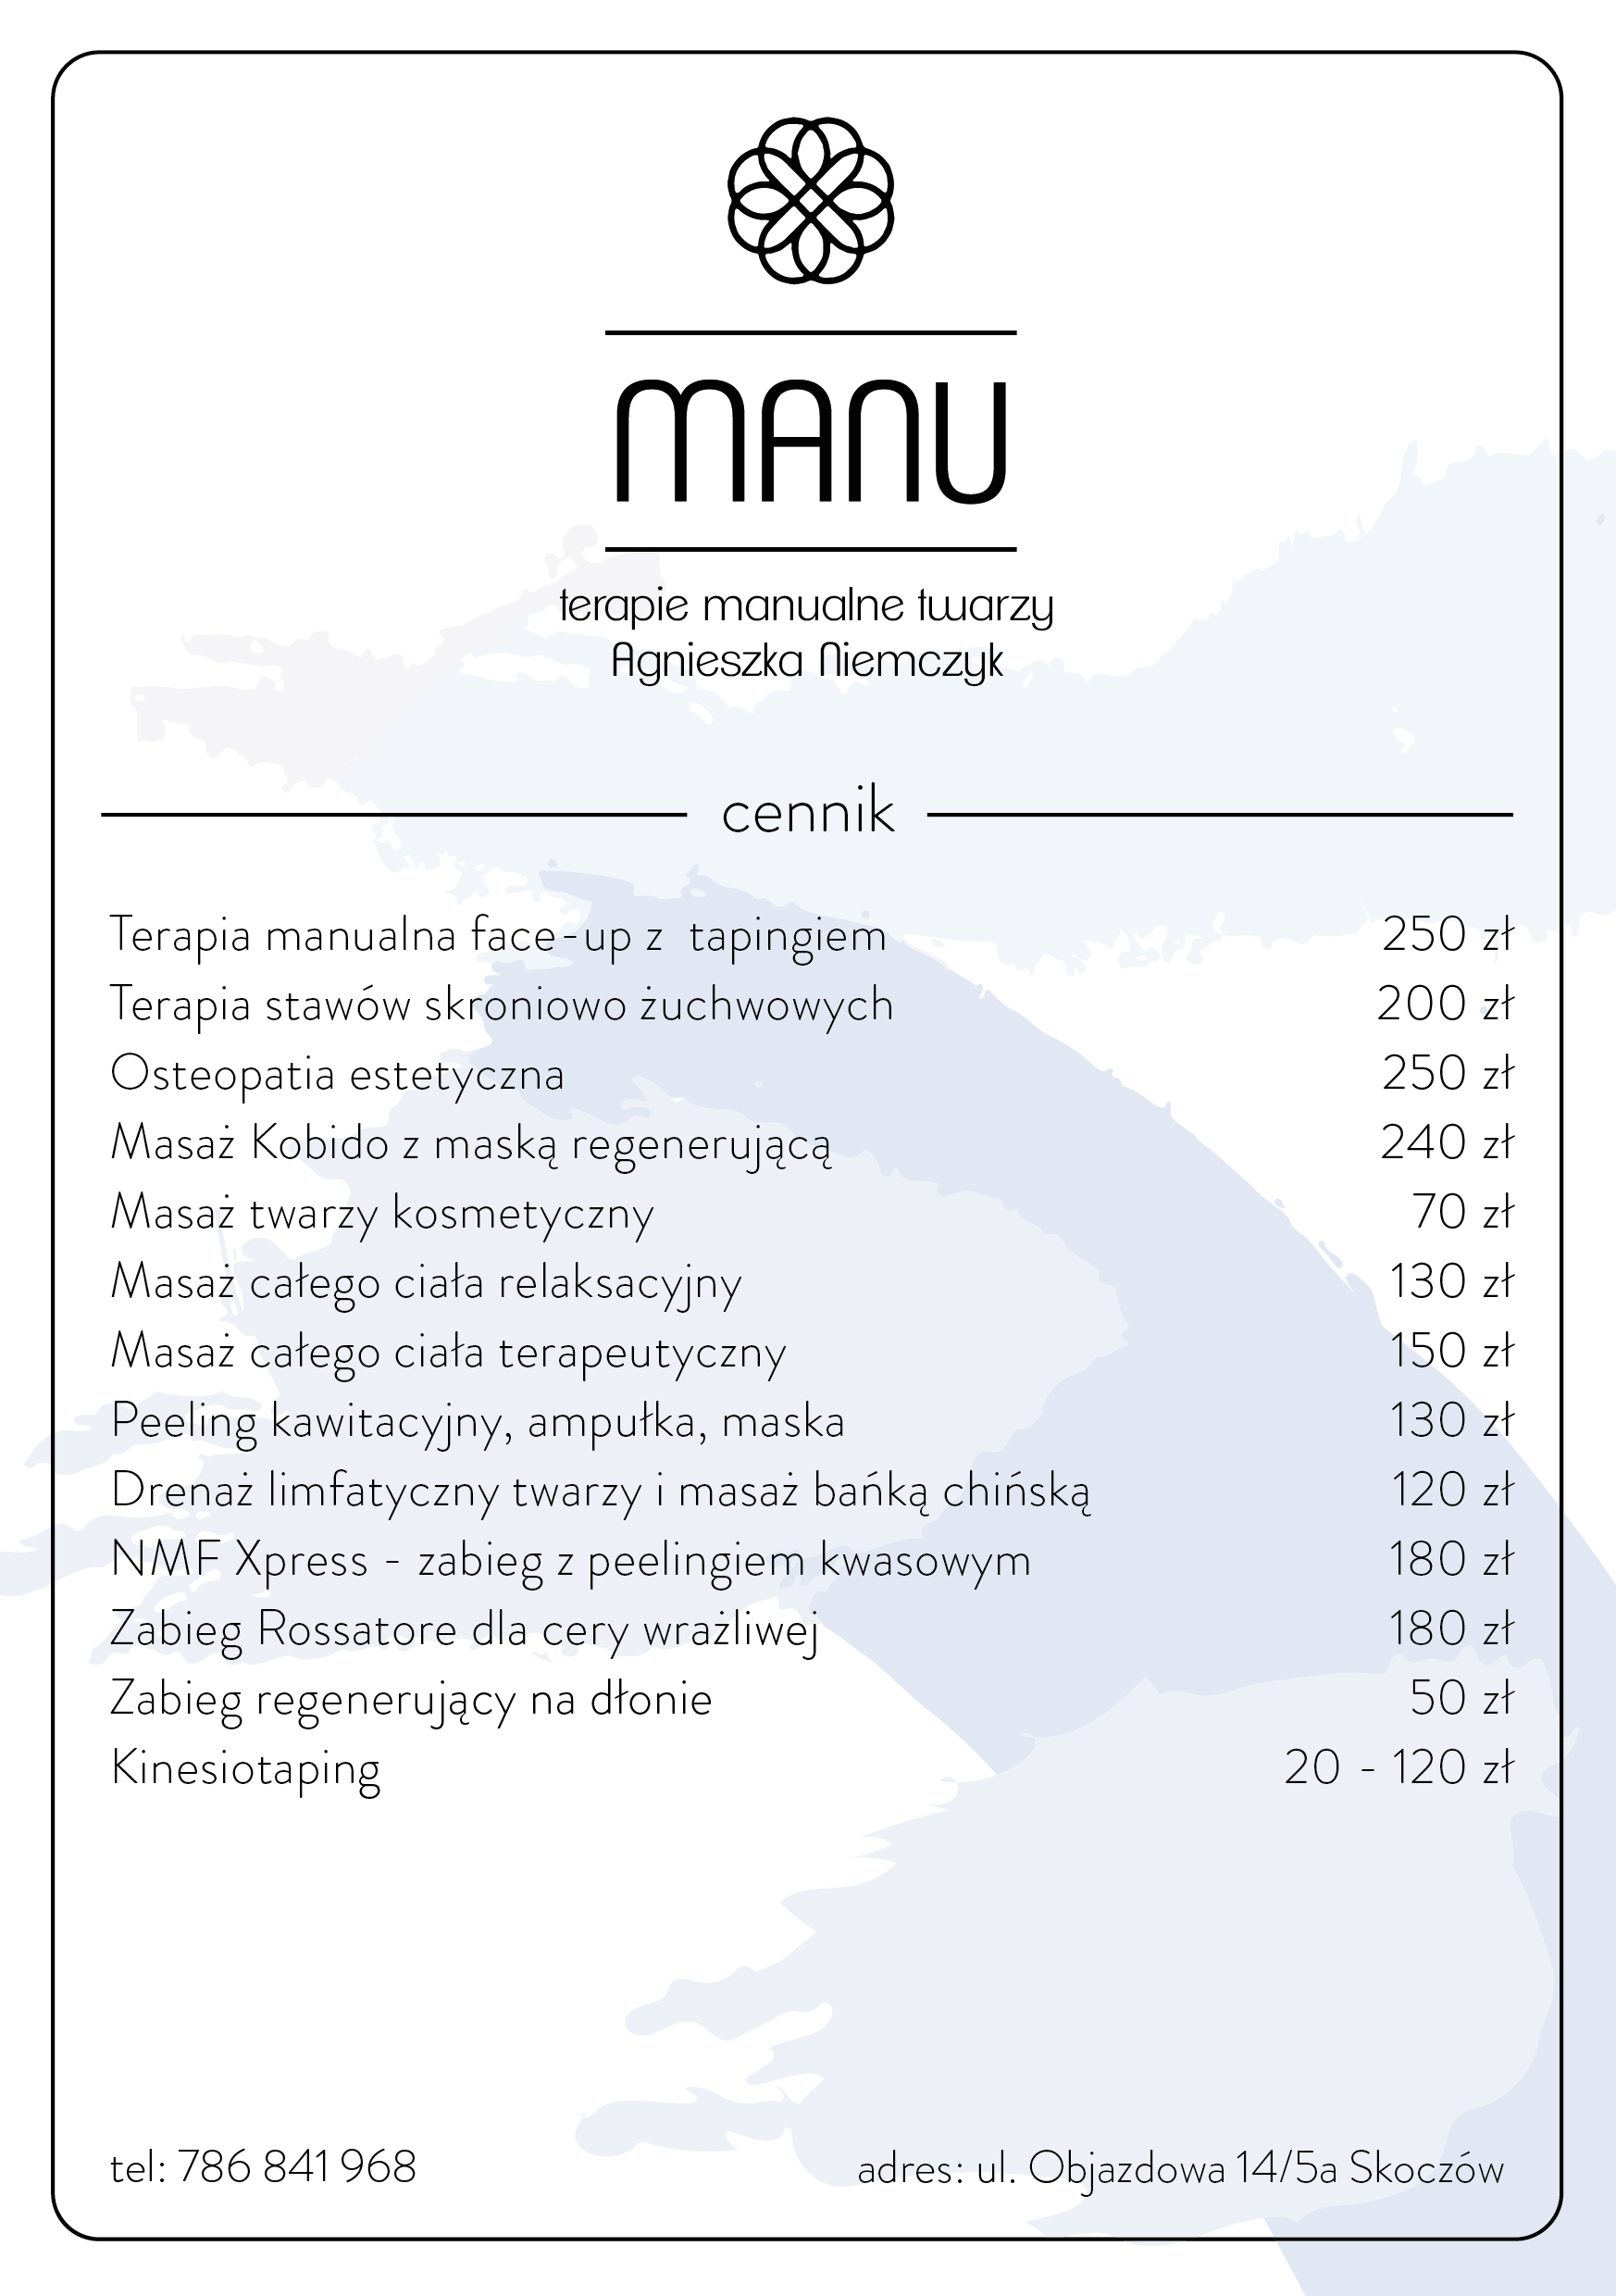 MANU
terapie manualne twarzy
Agnieszka Niemczyk
cennik
Terapia manualna face-up z tapingiem 250 zł
Terapia stawów skroniowo żuchwowych 200 zł
Osteopatia estetyczna 250 zł
Masaż Kobido z maską regenerującą 240 zł
Masaż twarzy kosmetyczny 70 zł
Masaż całego ciała relaksacyjny 130 zł
Masaż całego ciała terapeutyczny 150 zł
Peeling kawitacyjny, ampułka, maska 130 zł
Drenaż limfatyczny twarzy i masaż bańką chińską 120 zł
NMF Xpress - zabieg z peelingiem kwasowym 180 zł
Zabieg Rossatore dla cery wrażliwej 180 zł
Zabieg regenerujący na dłonie 50 zł
Kinesiotaping 20 - 120 zł
tel: 786 841 968 adres: ul. Objazdowa 14/5a Skoczów